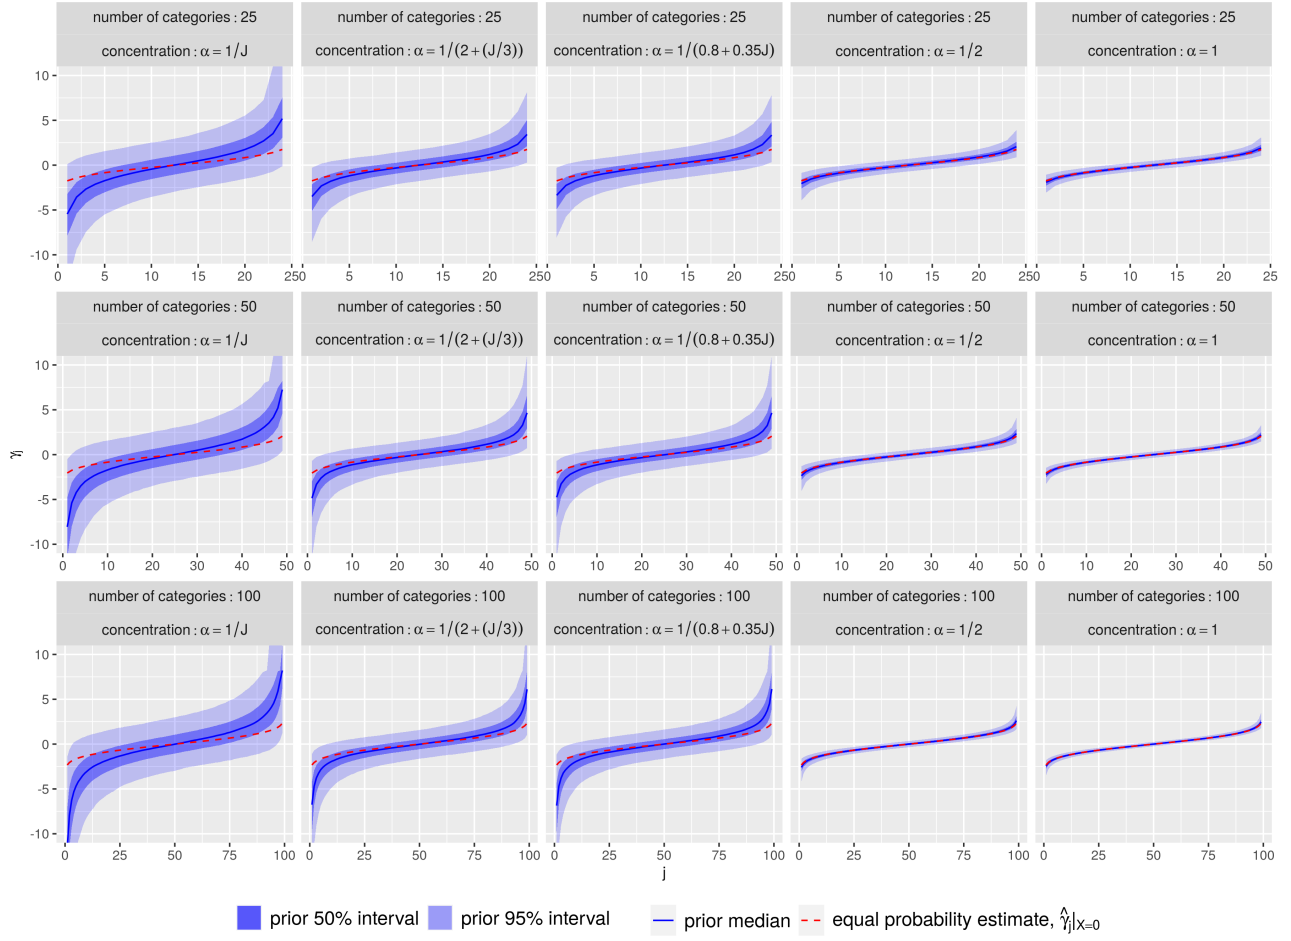 number of categories : 25 number of categories : 25 number of categories : 25 number of categories : 25 number of categories : 25
concentration : α = 1/J concentration : α = 1/(2 + (J/3)) concentration : α = 1/(0.8 + 0.35J) concentration : α = 1/2 concentration : α = 1
10
5
0
-5
-10
0 5 10 15 20 25 0 5 10 15 20 25 0 5 10 15 20 25 0 5 10 15 20 25 0 5 10 15 20 25
number of categories : 50 number of categories : 50 number of categories : 50 number of categories : 50 number of categories : 50
concentration : α = 1/J concentration : α = 1/(2 + (J/3)) concentration : α = 1/(0.8 + 0.35J) concentration : α = 1/2 concentration : α = 1
10
5
γj
0
-5
-10
0 10 20 30 40 50 0 10 20 30 40 50 0 10 20 30 40 50 0 10 20 30 40 50 0 10 20 30 40 50
number of categories : 100 number of categories : 100 number of categories : 100 number of categories : 100 number of categories : 100
concentration : α = 1/J concentration : α = 1/(2 + (J/3)) concentration : α = 1/(0.8 + 0.35J) concentration : α = 1/2 concentration : α = 1
10
5
0
-5
-10
0 25 50 75 100 0 25 50 75 100 0 25 50 75 100 0 25 50 75 100 0 25 50 75 100
j
prior 50% interval prior 95% interval prior median equal probability estimate, γ̂j|X=0